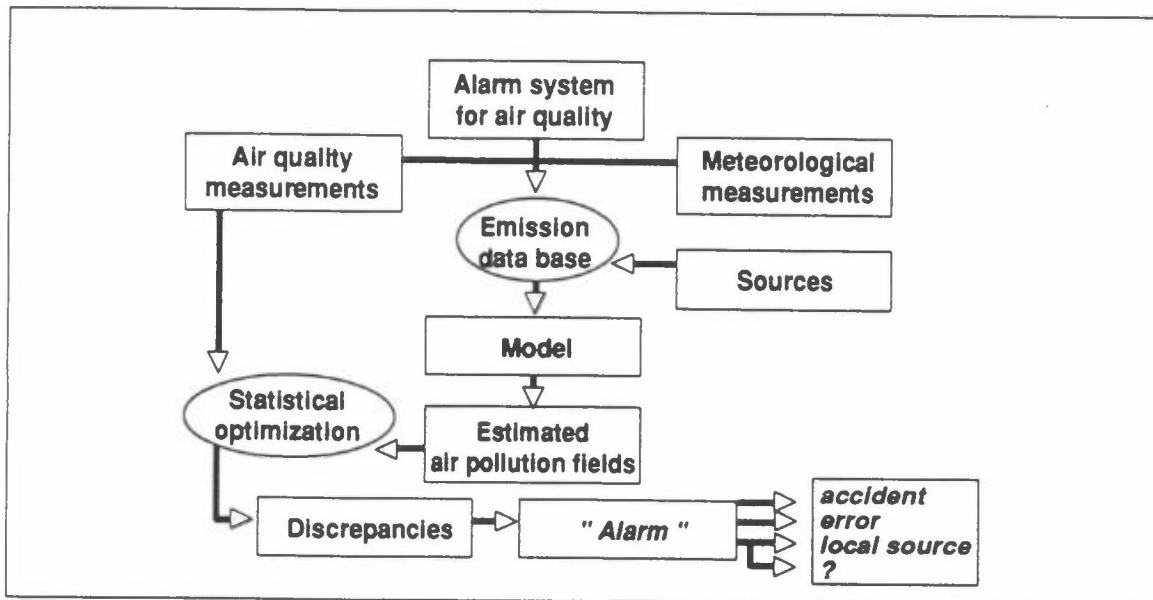 Alarm system
for air quality
Air quality
measurements
Meteorological
measurements
Emission
data base
Sources
Model
Statistical
optimization
Estimated
air pollution fields
Discrepancies
" Alarm "
accident
error
local source
?